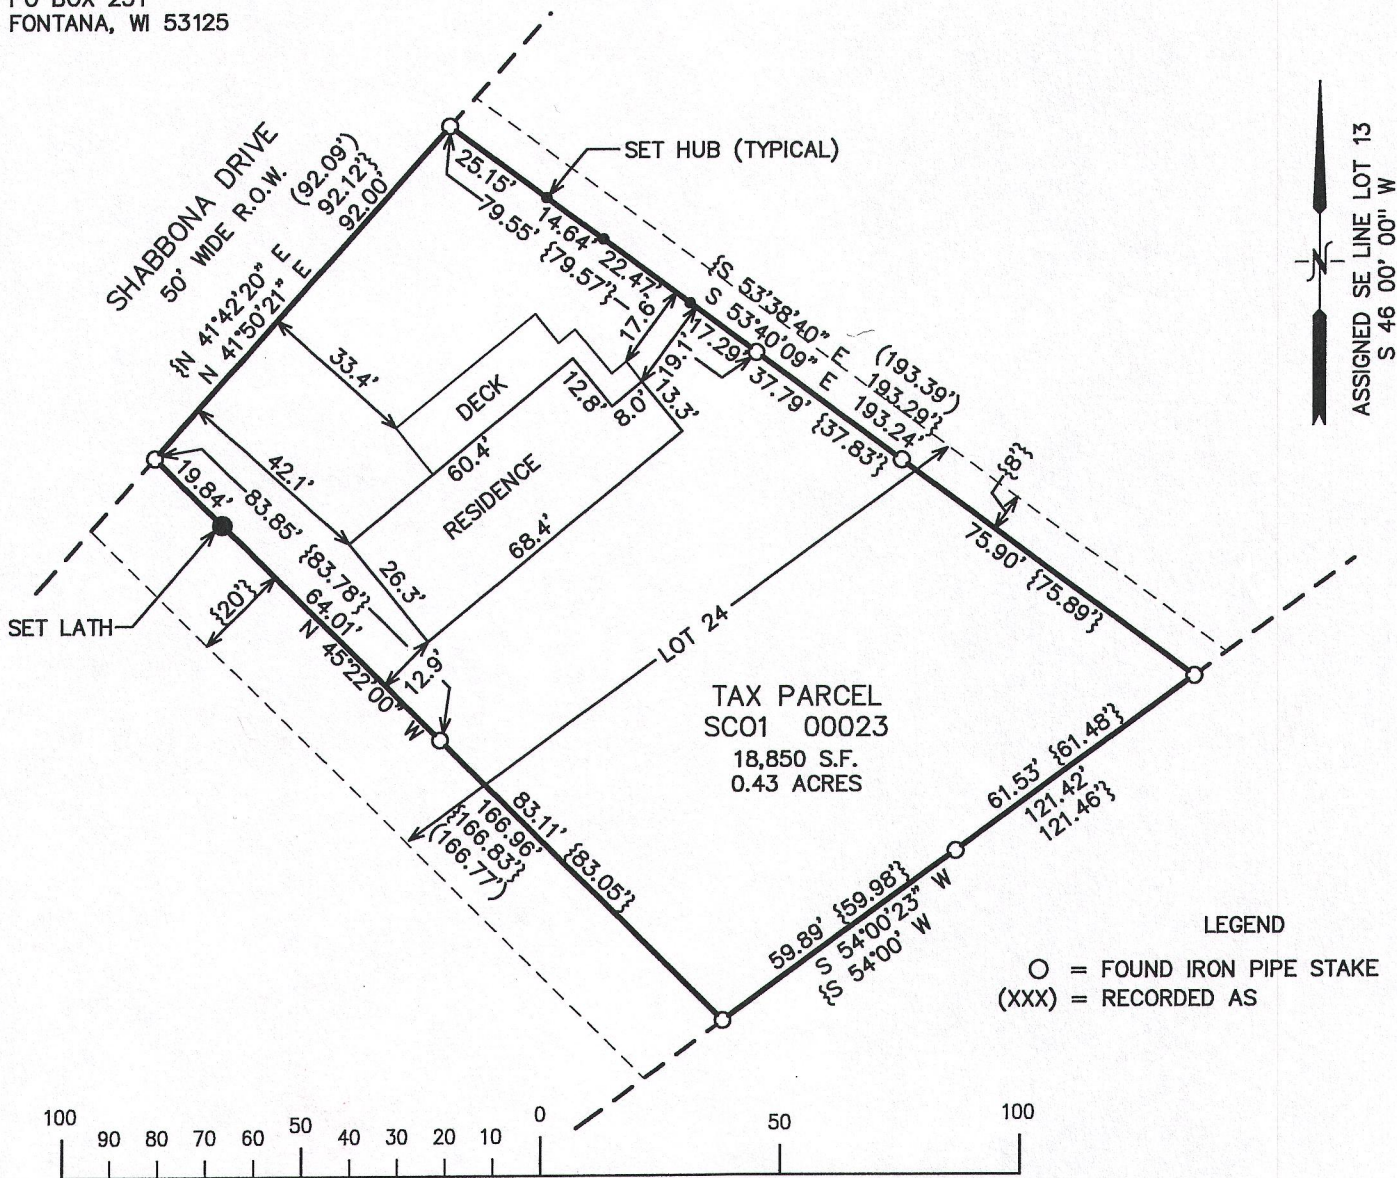 FONTANA, WI 53125
SHABBONA DRIVE
50' WIDE R.O.W.
(92.09')
92.12'}
92.00'
{N 41°42'20" E
N 41°50'21" E
SET HUB (TYPICAL)
25.15'
79.55' {79.57'}
14.64'
22.47'
17.6'
19.1'
17.29'
{S 53°38'40" E
S 53°40'09" E
(193.39')
193.29'}
193.24'
37.79' {37.83'}
{8'}
75.90' {75.89'}
ASSIGNED SE LINE LOT 13
S 46 00' 00" W
N
33.4'
DECK
12.8'
8.0'
13.3'
60.4'
RESIDENCE
68.4'
42.1'
26.3'
19.84'
83.85' {83.78'}
64.01'
N 45°22'00" W
{20'}
SET LATH
12.9'
LOT 24
TAX PARCEL
SCO1 00023
18,850 S.F.
0.43 ACRES
83.11' {83.05'}
166.96'
{166.83'}
(166.77')
61.53' {61.48'}
121.42'
121.46'}
59.89' {59.98'}
S 54°00'23" W
{S 54°00' W
LEGEND
O = FOUND IRON PIPE STAKE
(XXX) = RECORDED AS
100 90 80 70 60 50 40 30 20 10 0 50 100